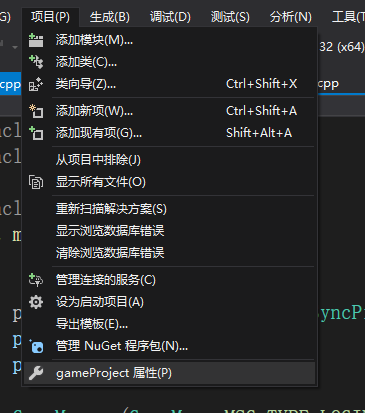 项目(P) 生成(B) 调试(D) 测试(S) 分析(N) 工具(T
添加模块(M)...
添加类(C)...
32 (x64)
类向导(Z)... Ctrl+Shift+X
cpp
cpp
添加新项(W)... Ctrl+Shift+A
添加现有项(G)... Shift+Alt+A
从项目中排除(J)
显示所有文件(O)
重新扫描解决方案(S)
显示浏览数据库错误
清除浏览数据库错误
管理连接的服务(C)
设为启动项目(A)
导出模板(E)...
管理 NuGet 程序包(N)...
gameProject 属性(P)